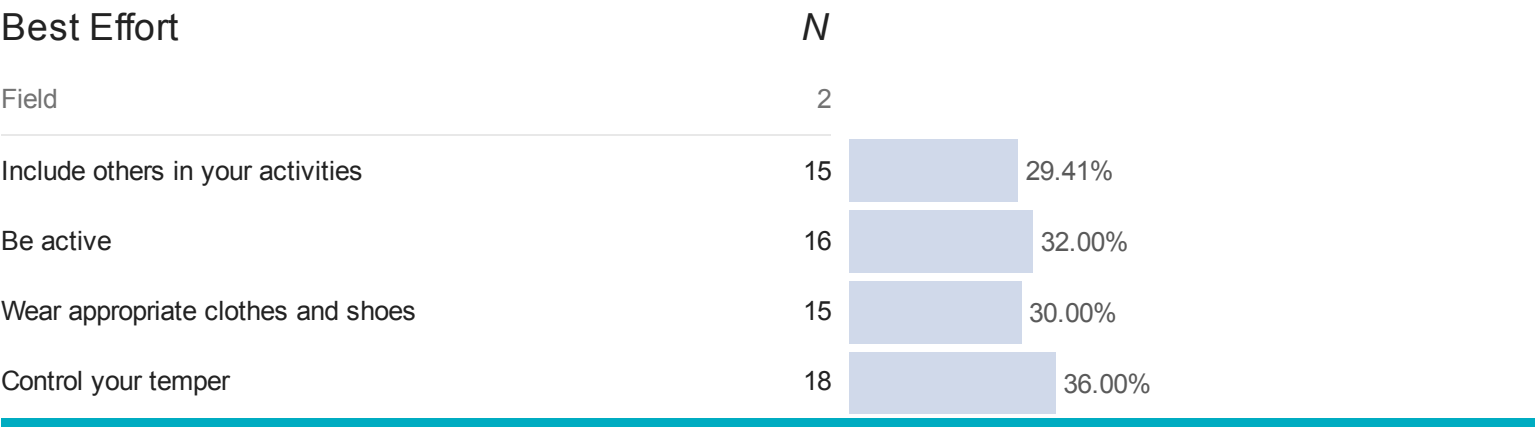 Best Effort N
Field 2
Include others in your activities 15 29.41%
Be active 16 32.00%
Wear appropriate clothes and shoes 15 30.00%
Control your temper 18 36.00%